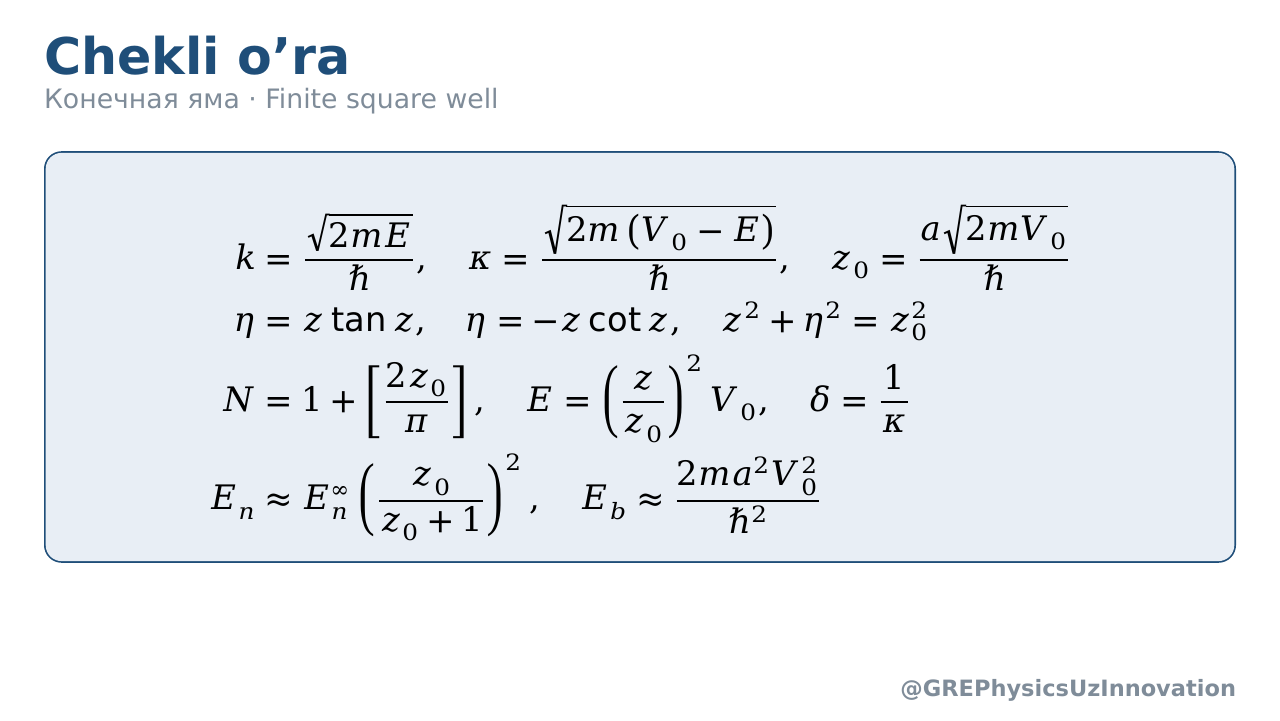 Chekli o’ra
Конечная яма · Finite square well
k = √(2mE)/ħ, κ = √(2m(V₀ − E))/ħ, z₀ = a√(2mV₀)/ħ
η = z tan z, η = −z cot z, z² + η² = z₀²
N = 1 + [2z₀/π], E = (z/z₀)² V₀, δ = 1/κ
Eₙ ≈ Eₙ^∞ (z₀/(z₀ + 1))², E_b ≈ 2ma²V₀²/ħ²
@GREPhysicsUzInnovation